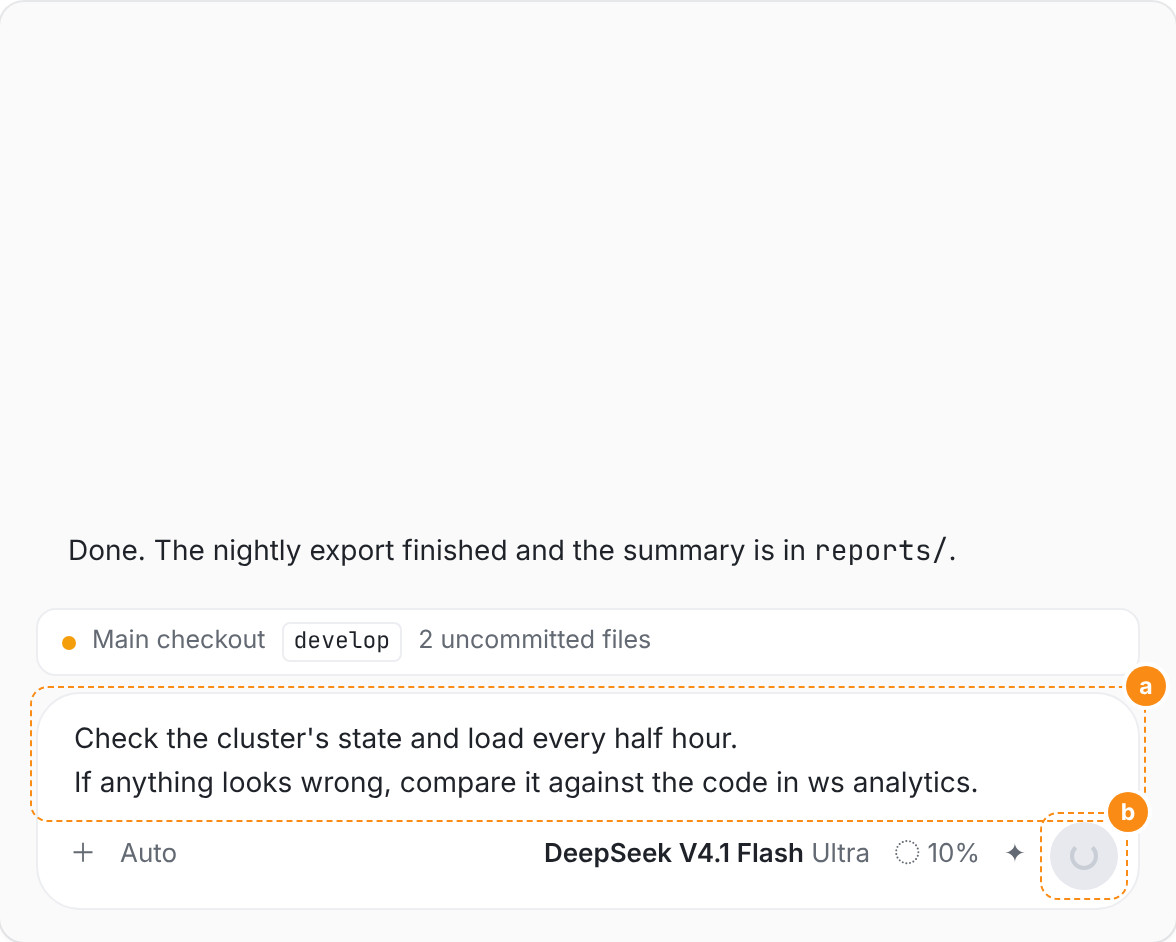 Done. The nightly export finished and the summary is in reports/.
Main checkout develop 2 uncommitted files
a
Check the cluster's state and load every half hour.
If anything looks wrong, compare it against the code in ws analytics.
b
+ Auto DeepSeek V4.1 Flash Ultra 10%